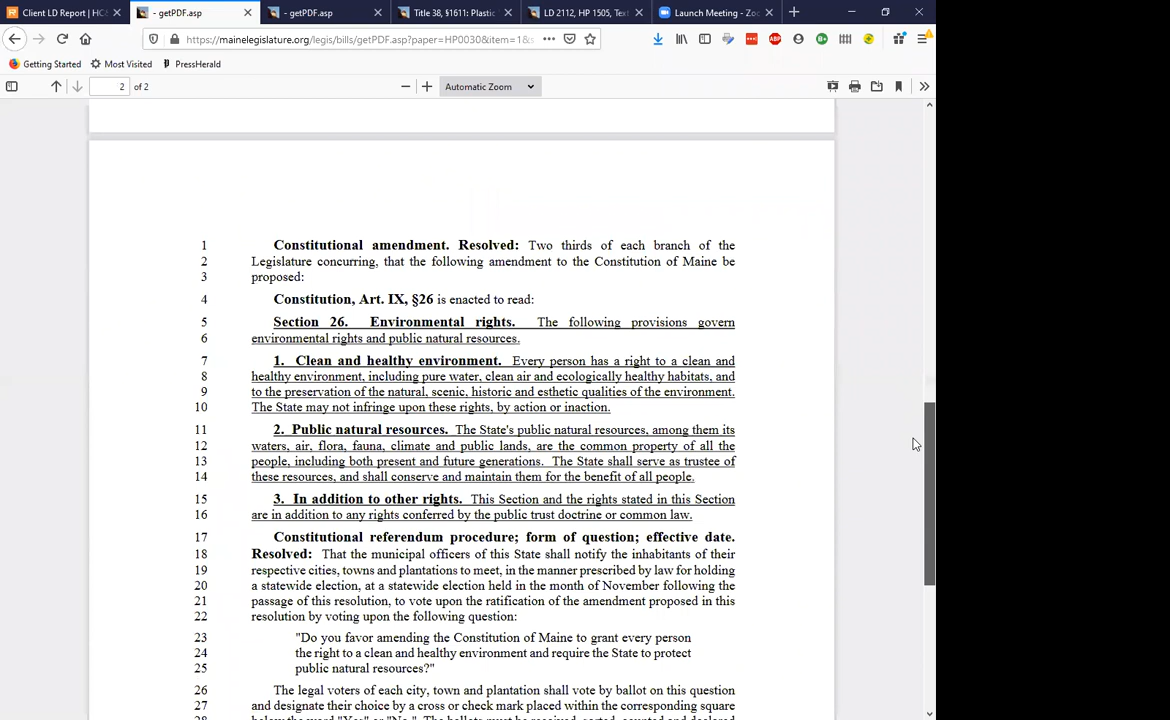 Client LD Report | HC
- getPDF.asp
- getPDF.asp
Title 38, §1611: Plastic
LD 2112, HP 1505, Text
Launch Meeting - Zoo
https://mainelegislature.org/legis/bills/getPDF.asp?paper=HP0030&item=1&s
Getting Started
Most Visited
PressHerald
2 of 2
Automatic Zoom
1 Constitutional amendment. Resolved: Two thirds of each branch of the
2 Legislature concurring, that the following amendment to the Constitution of Maine be
3 proposed:
4 Constitution, Art. IX, §26 is enacted to read:
5 Section 26. Environmental rights. The following provisions govern
6 environmental rights and public natural resources.
7 1. Clean and healthy environment. Every person has a right to a clean and
8 healthy environment, including pure water, clean air and ecologically healthy habitats, and
9 to the preservation of the natural, scenic, historic and esthetic qualities of the environment.
10 The State may not infringe upon these rights, by action or inaction.
11 2. Public natural resources. The State's public natural resources, among them its
12 waters, air, flora, fauna, climate and public lands, are the common property of all the
13 people, including both present and future generations. The State shall serve as trustee of
14 these resources, and shall conserve and maintain them for the benefit of all people.
15 3. In addition to other rights. This Section and the rights stated in this Section
16 are in addition to any rights conferred by the public trust doctrine or common law.
17 Constitutional referendum procedure; form of question; effective date.
18 Resolved: That the municipal officers of this State shall notify the inhabitants of their
19 respective cities, towns and plantations to meet, in the manner prescribed by law for holding
20 a statewide election, at a statewide election held in the month of November following the
21 passage of this resolution, to vote upon the ratification of the amendment proposed in this
22 resolution by voting upon the following question:
23 "Do you favor amending the Constitution of Maine to grant every person
24 the right to a clean and healthy environment and require the State to protect
25 public natural resources?"
26 The legal voters of each city, town and plantation shall vote by ballot on this question
27 and designate their choice by a cross or check mark placed within the corresponding square
28 below the word "Yes" or "No." The ballots must be received, sorted, counted and declared